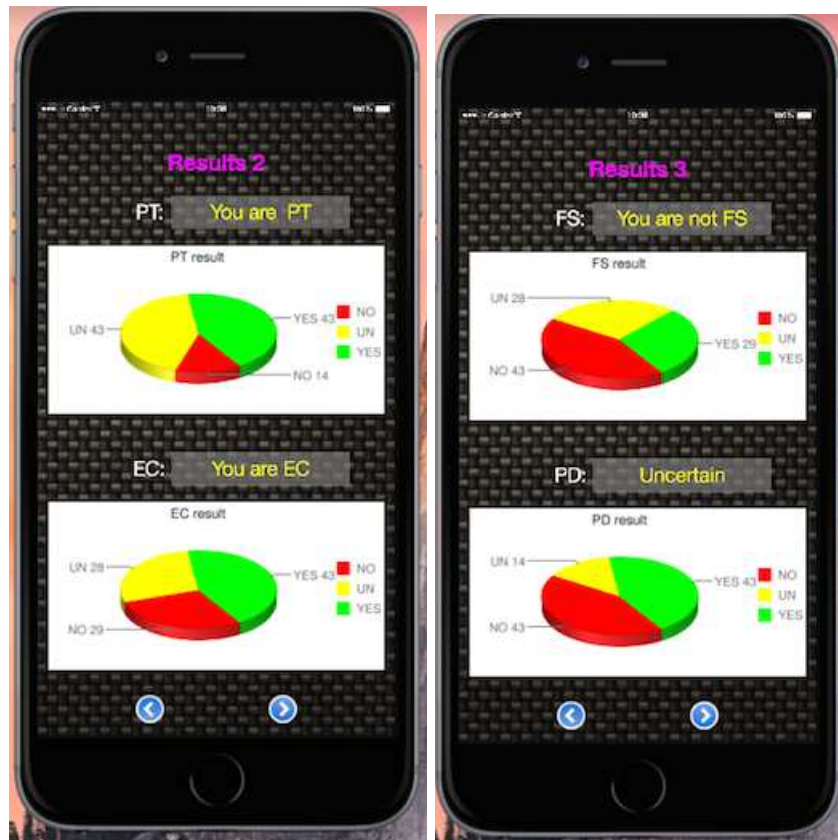 Results 2
PT: You are PT
PT result
UN 43
YES 43
NO 14
NO
UN
YES
EC: You are EC
EC result
UN 28
YES 43
NO 29
NO
UN
YES
Results 3
FS: You are not FS
FS result
UN 28
YES 29
NO 43
NO
UN
YES
PD: Uncertain
PD result
UN 14
YES 43
NO 43
NO
UN
YES